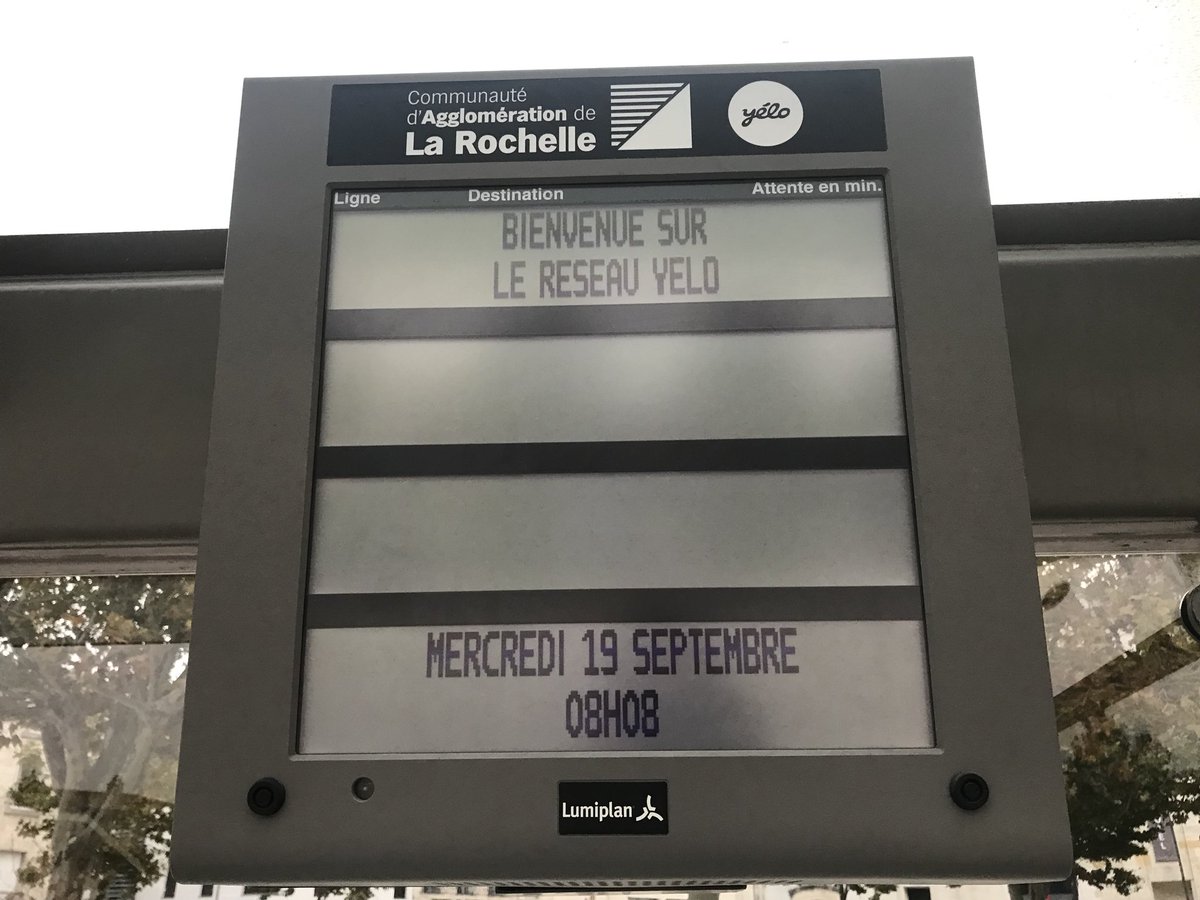 Communauté
d'Agglomération de
La Rochelle
yélo
Ligne Destination Attente en min.
BIENVENUE SUR
LE RESEAU YELO
MERCREDI 19 SEPTEMBRE
08H08
Lumiplan